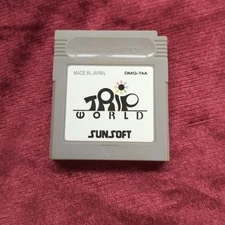 MADE IN JAPAN DMG-T4A
TRIP
WORLD
SUNSOFT